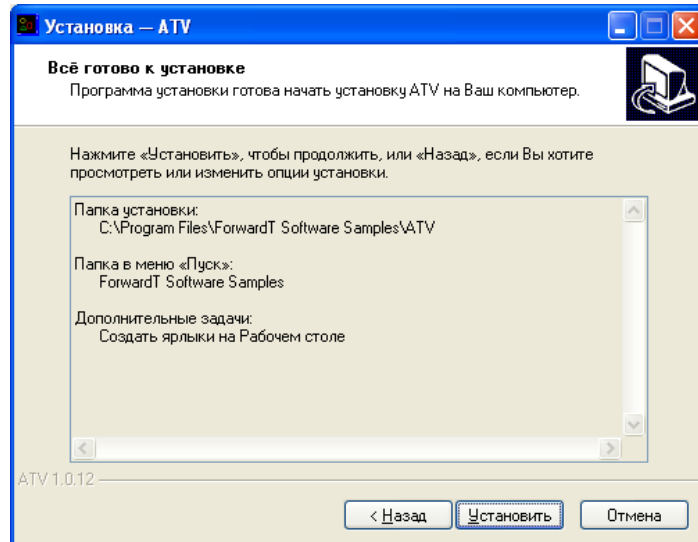 Установка — ATV
Всё готово к установке
Программа установки готова начать установку ATV на Ваш компьютер.
Нажмите «Установить», чтобы продолжить, или «Назад», если Вы хотите
просмотреть или изменить опции установки.
Папка установки:
C:\Program Files\ForwardT Software Samples\ATV
Папка в меню «Пуск»:
ForwardT Software Samples
Дополнительные задачи:
Создать ярлыки на Рабочем столе
ATV 1.0.12
< Назад
Установить
Отмена